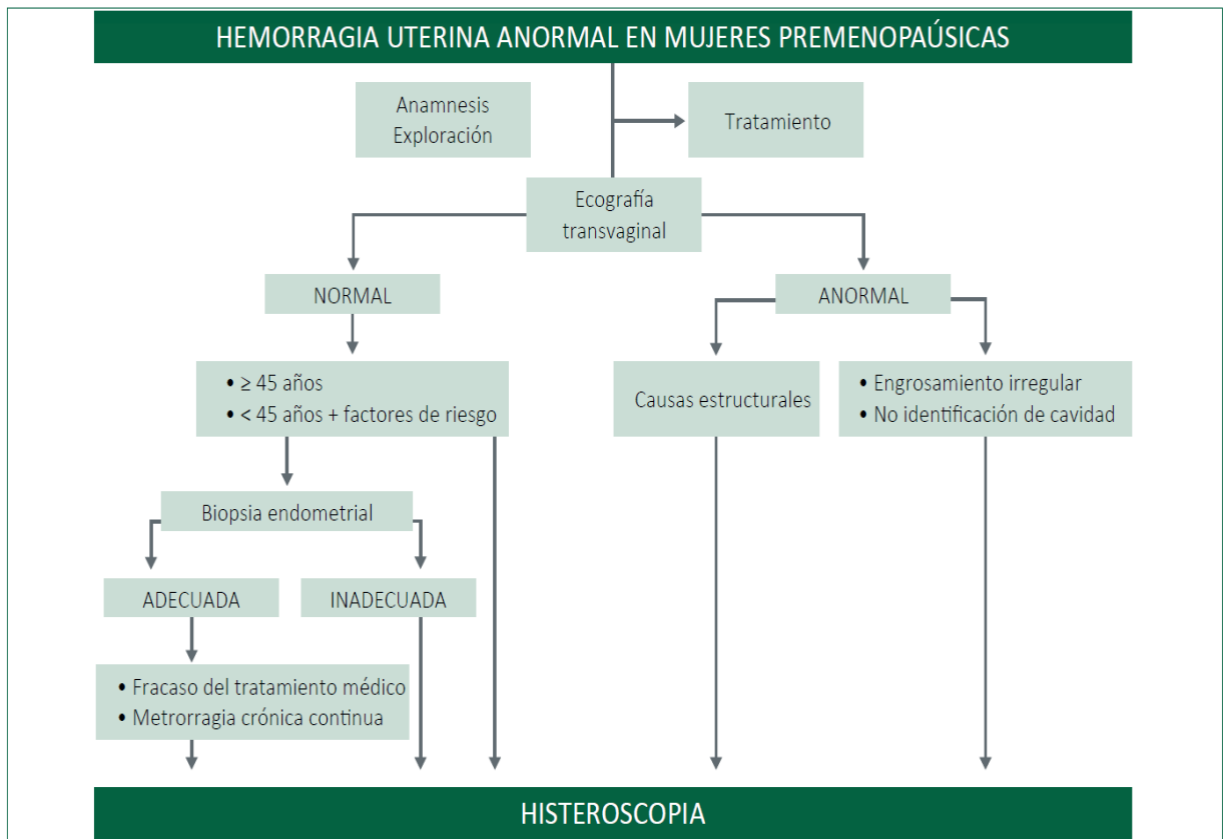 HEMORRAGIA UTERINA ANORMAL EN MUJERES PREMENOPAÚSICAS
Anamnesis
Exploración
Tratamiento
Ecografía
transvaginal
NORMAL
ANORMAL
• ≥ 45 años
• < 45 años + factores de riesgo
Causas estructurales
• Engrosamiento irregular
• No identificación de cavidad
Biopsia endometrial
ADECUADA
INADECUADA
• Fracaso del tratamiento médico
• Metrorragia crónica continua
HISTEROSCOPIA